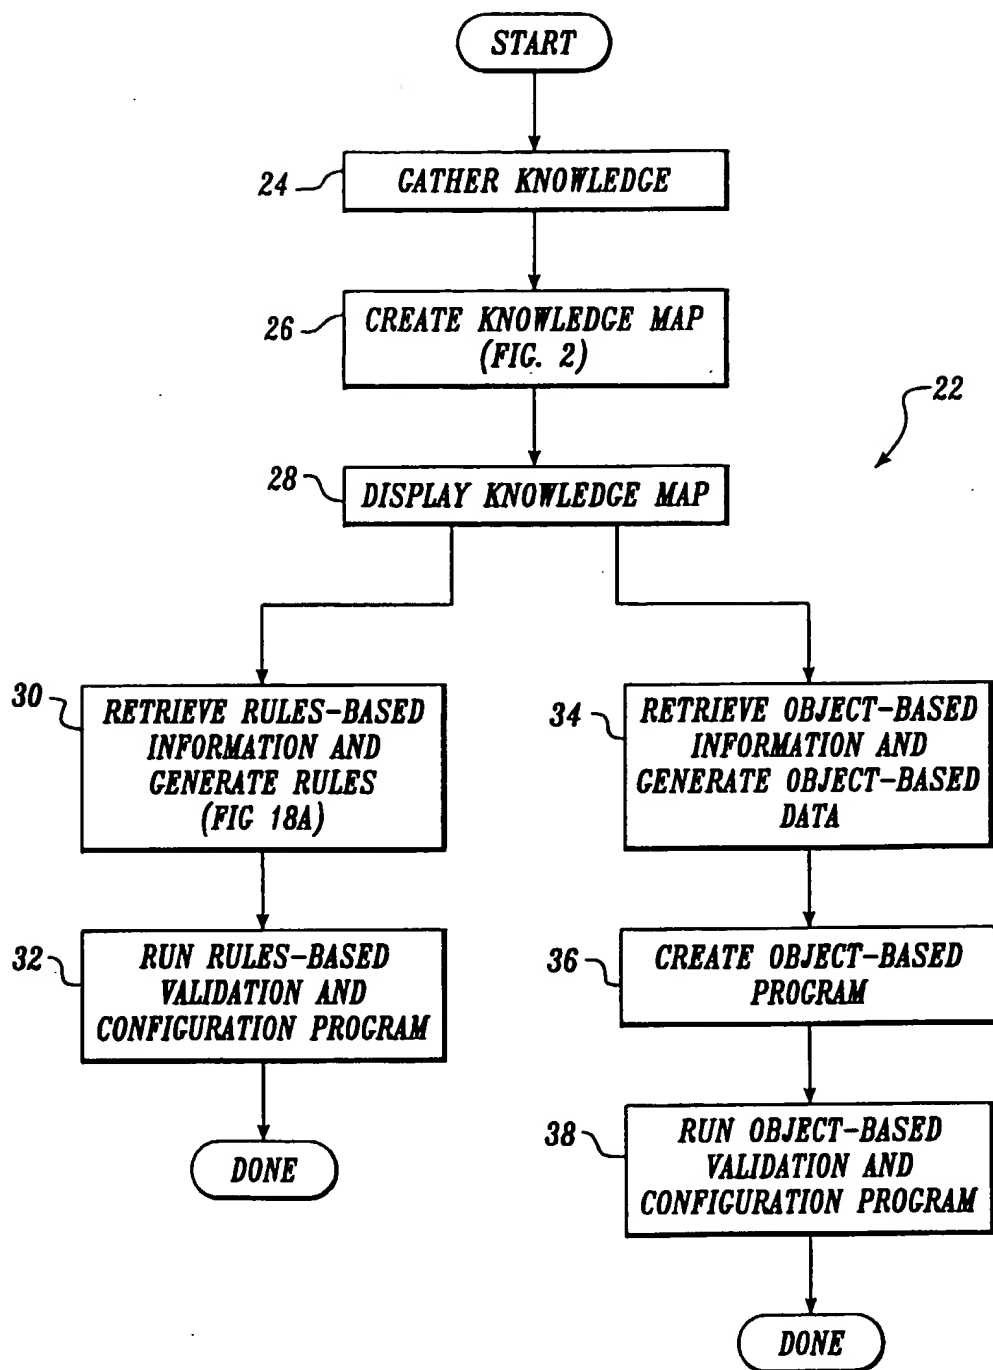 START
24
GATHER KNOWLEDGE
26
CREATE KNOWLEDGE MAP
(FIG. 2)
22
28
DISPLAY KNOWLEDGE MAP
30
RETRIEVE RULES-BASED
INFORMATION AND
GENERATE RULES
(FIG 18A)
32
RUN RULES-BASED
VALIDATION AND
CONFIGURATION PROGRAM
DONE
34
RETRIEVE OBJECT-BASED
INFORMATION AND
GENERATE OBJECT-BASED
DATA
36
CREATE OBJECT-BASED
PROGRAM
38
RUN OBJECT-BASED
VALIDATION AND
CONFIGURATION PROGRAM
DONE